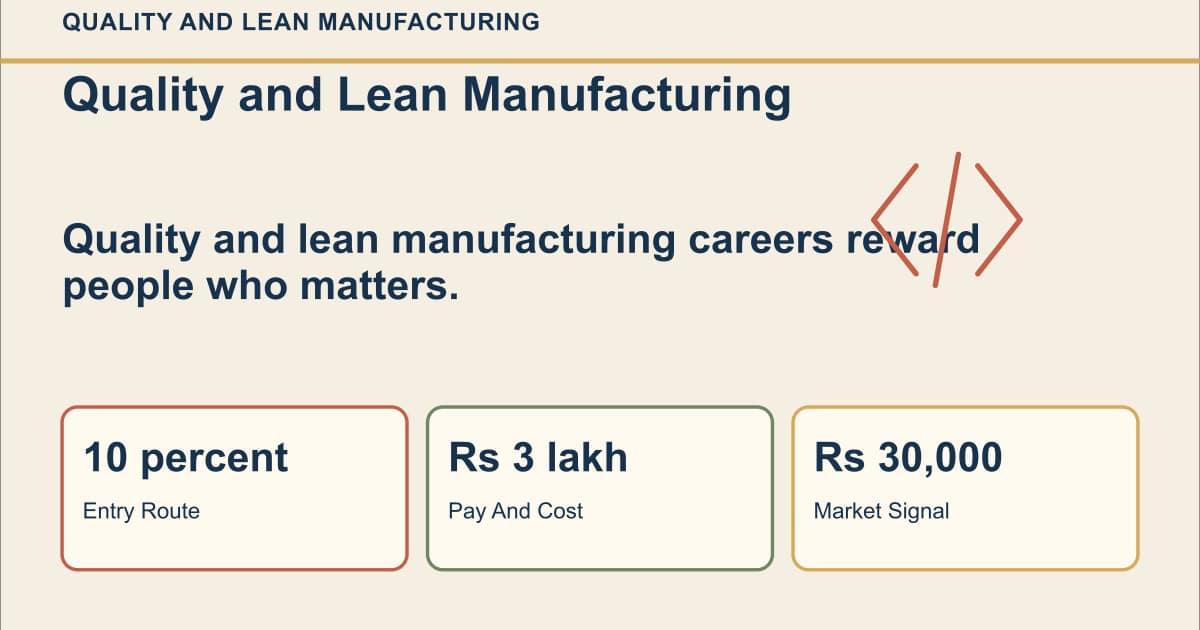 QUALITY AND LEAN MANUFACTURING
Quality and Lean Manufacturing
Quality and lean manufacturing careers reward
people who matters.
10 percent
Entry Route
Rs 3 lakh
Pay And Cost
Rs 30,000
Market Signal